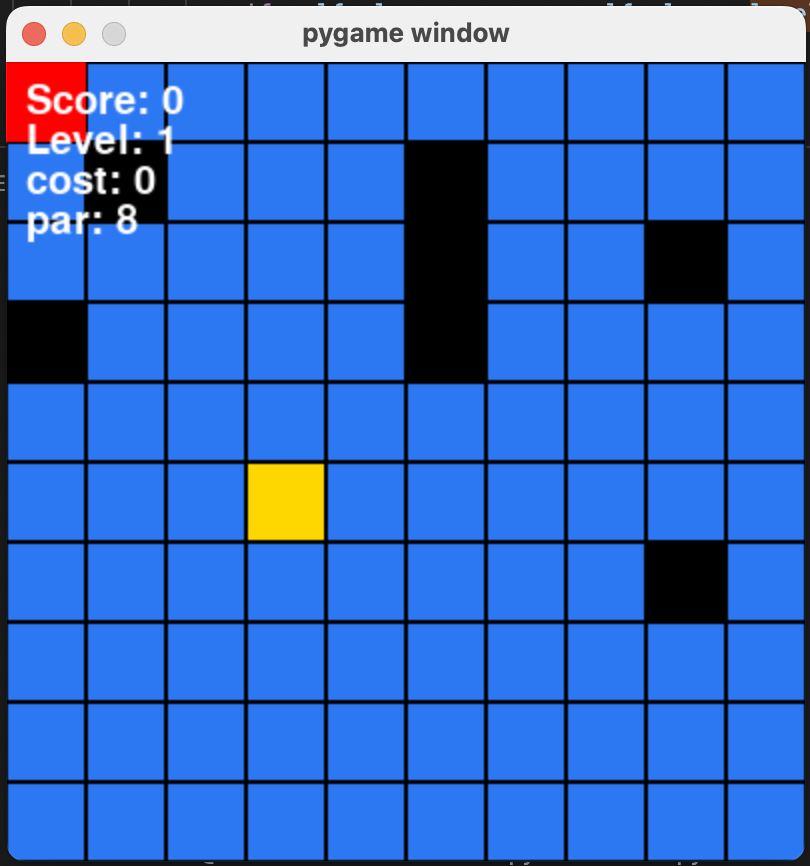 pygame window
Score: 0
Level: 1
cost: 0
par: 8